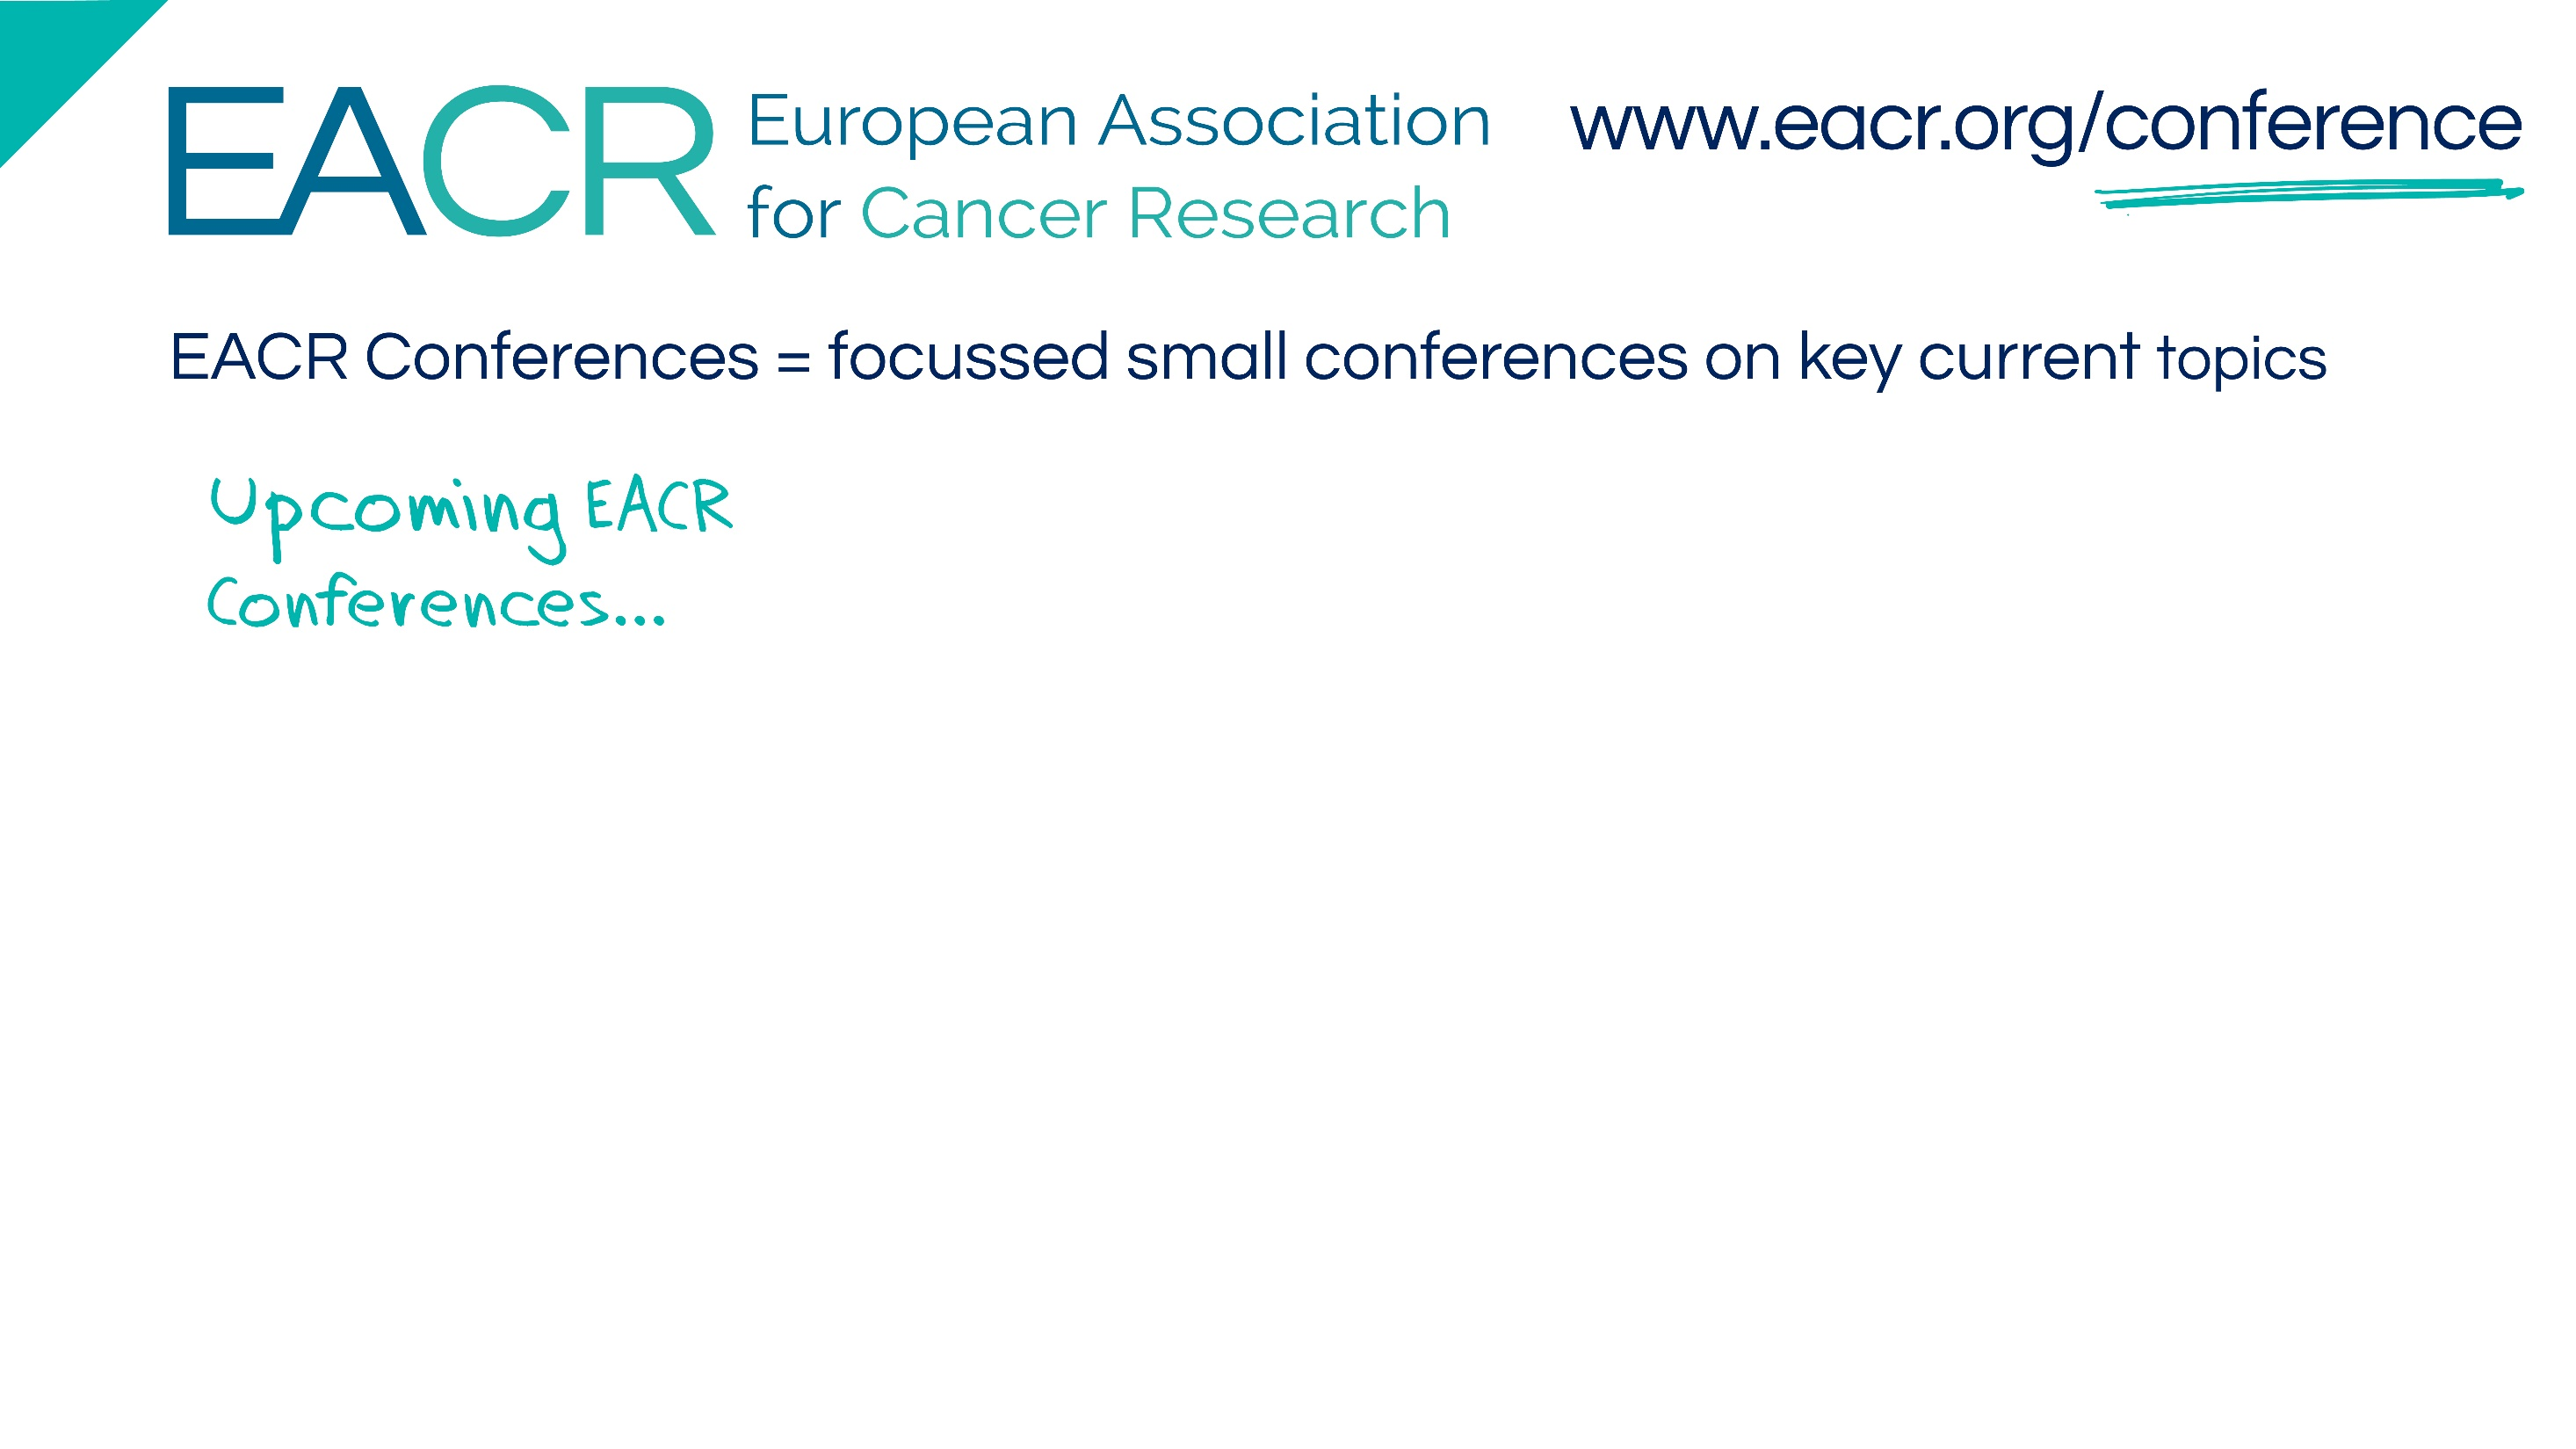 EACR European Association for Cancer Research
www.eacr.org/conference
EACR Conferences = focussed small conferences on key current topics
Upcoming EACR
Conferences...